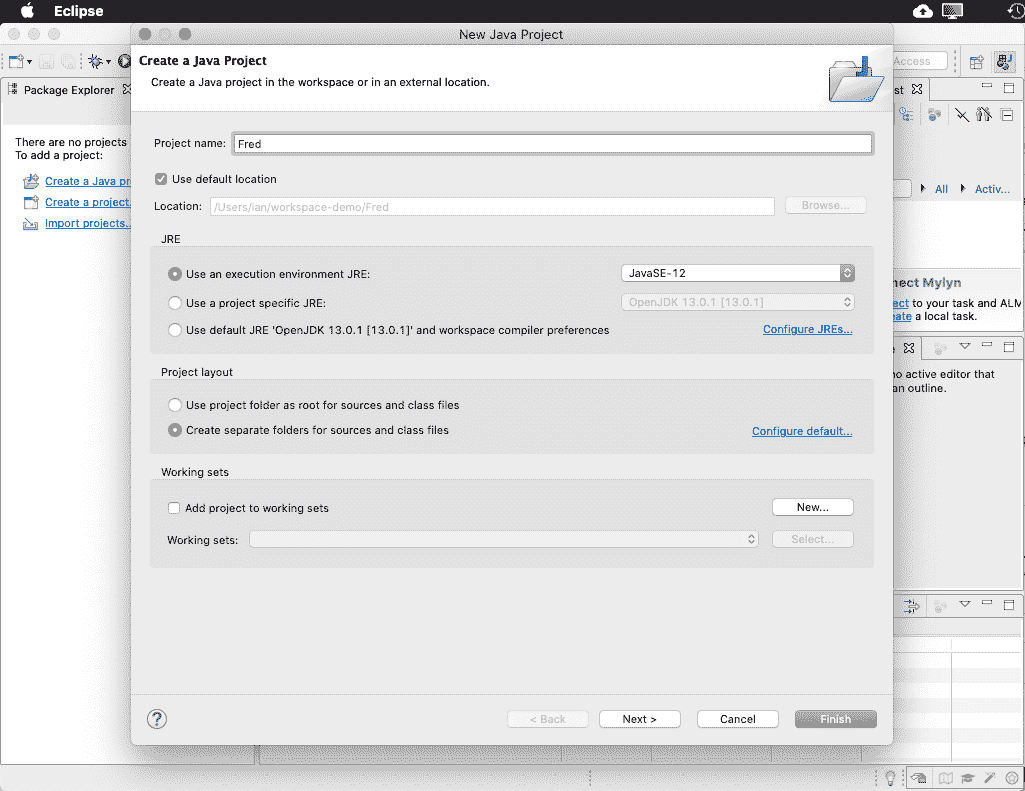 Eclipse
New Java Project
Create a Java Project
Create a Java project in the workspace or in an external location.
Access
Package Explorer
There are no projects
To add a project:
Create a Java pr
Create a project.
Import projects..
Project name: Fred
Use default location
Location: /Users/ian/workspace-demo/Fred Browse...
JRE
Use an execution environment JRE: JavaSE-12
Use a project specific JRE: OpenJDK 13.0.1 [13.0.1]
Use default JRE 'OpenJDK 13.0.1 [13.0.1]' and workspace compiler preferences Configure JREs...
Project layout
Use project folder as root for sources and class files
Create separate folders for sources and class files Configure default...
Working sets
Add project to working sets New...
Working sets: Select...
? < Back Next > Cancel Finish
st
All Activ...
nect Mylyn
ect to your task and ALM
eate a local task.
no active editor that
an outline.